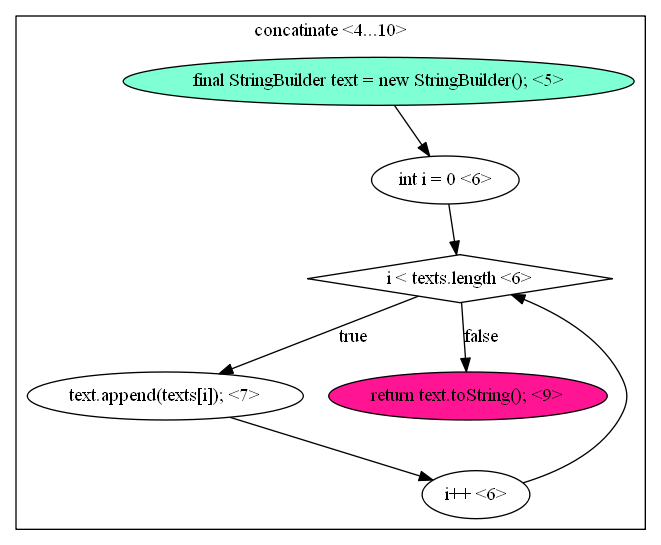 concatinate <4...10>
final StringBuilder text = new StringBuilder(); <5>
int i = 0 <6>
i < texts.length <6>
true
false
text.append(texts[i]); <7>
return text.toString(); <9>
i++ <6>